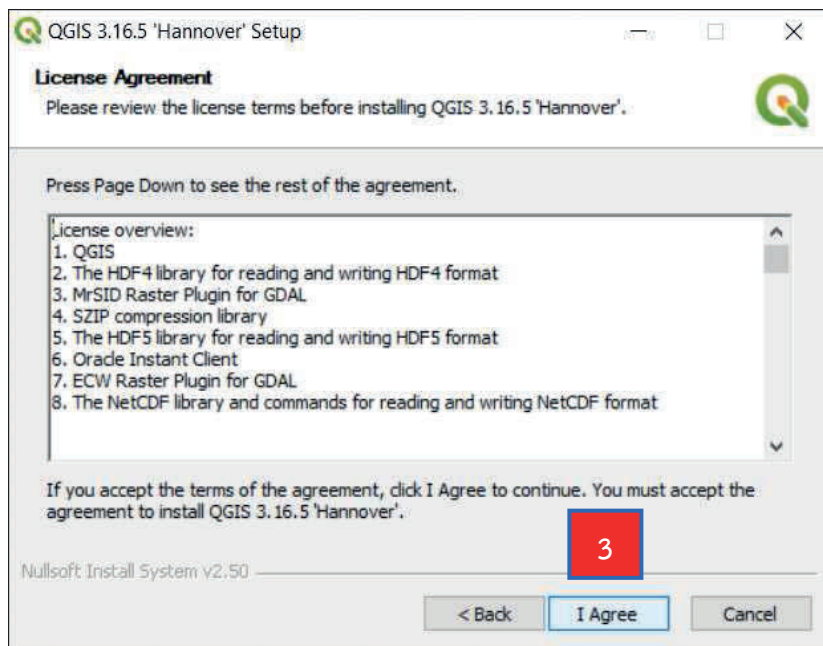 QGIS 3.16.5 'Hannover' Setup
License Agreement
Please review the license terms before installing QGIS 3.16.5 'Hannover'.
Press Page Down to see the rest of the agreement.
License overview:
1. QGIS
2. The HDF4 library for reading and writing HDF4 format
3. MrSID Raster Plugin for GDAL
4. SZIP compression library
5. The HDF5 library for reading and writing HDF5 format
6. Oracle Instant Client
7. ECW Raster Plugin for GDAL
8. The NetCDF library and commands for reading and writing NetCDF format
If you accept the terms of the agreement, click I Agree to continue. You must accept the
agreement to install QGIS 3.16.5 'Hannover'.
3
Nullsoft Install System v2.50
< Back I Agree Cancel